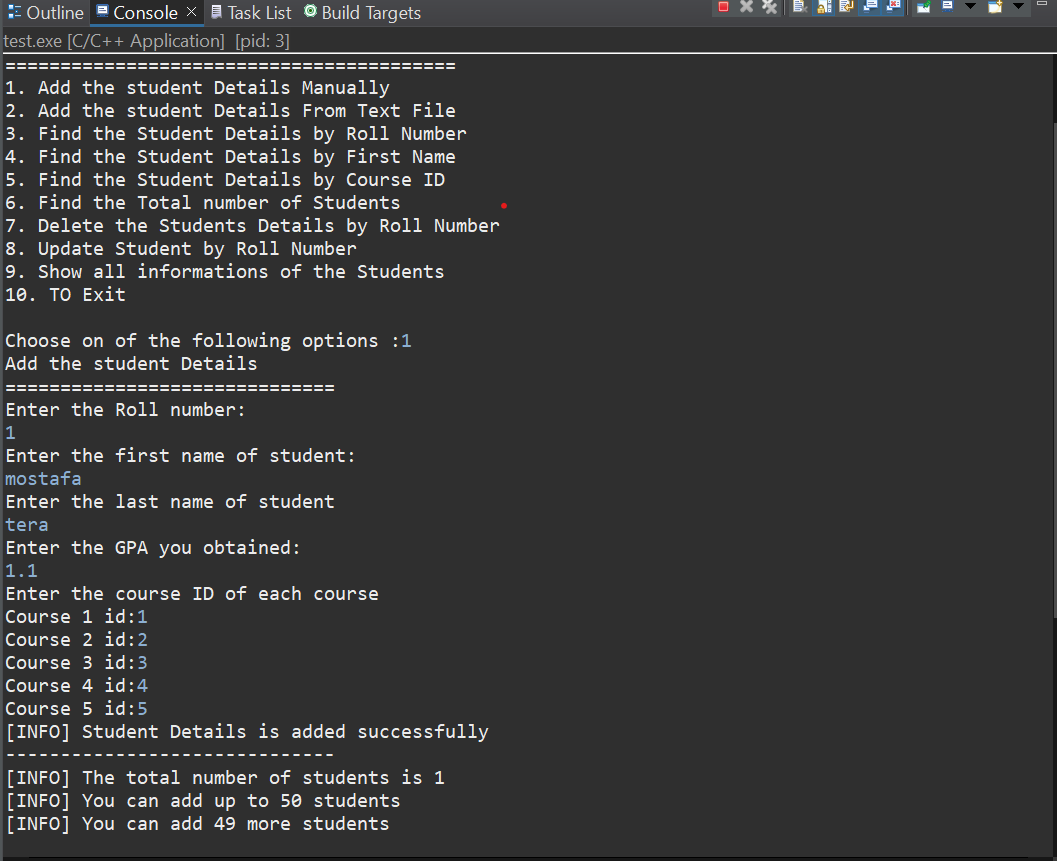 Outline Console Task List Build Targets
test.exe [C/C++ Application] [pid: 3]
=========================================
1. Add the student Details Manually
2. Add the student Details From Text File
3. Find the Student Details by Roll Number
4. Find the Student Details by First Name
5. Find the Student Details by Course ID
6. Find the Total number of Students
7. Delete the Students Details by Roll Number
8. Update Student by Roll Number
9. Show all informations of the Students
10. TO Exit
Choose on of the following options :1
Add the student Details
==============================
Enter the Roll number:
1
Enter the first name of student:
mostafa
Enter the last name of student
tera
Enter the GPA you obtained:
1.1
Enter the course ID of each course
Course 1 id:1
Course 2 id:2
Course 3 id:3
Course 4 id:4
Course 5 id:5
[INFO] Student Details is added successfully
------------------------------
[INFO] The total number of students is 1
[INFO] You can add up to 50 students
[INFO] You can add 49 more students